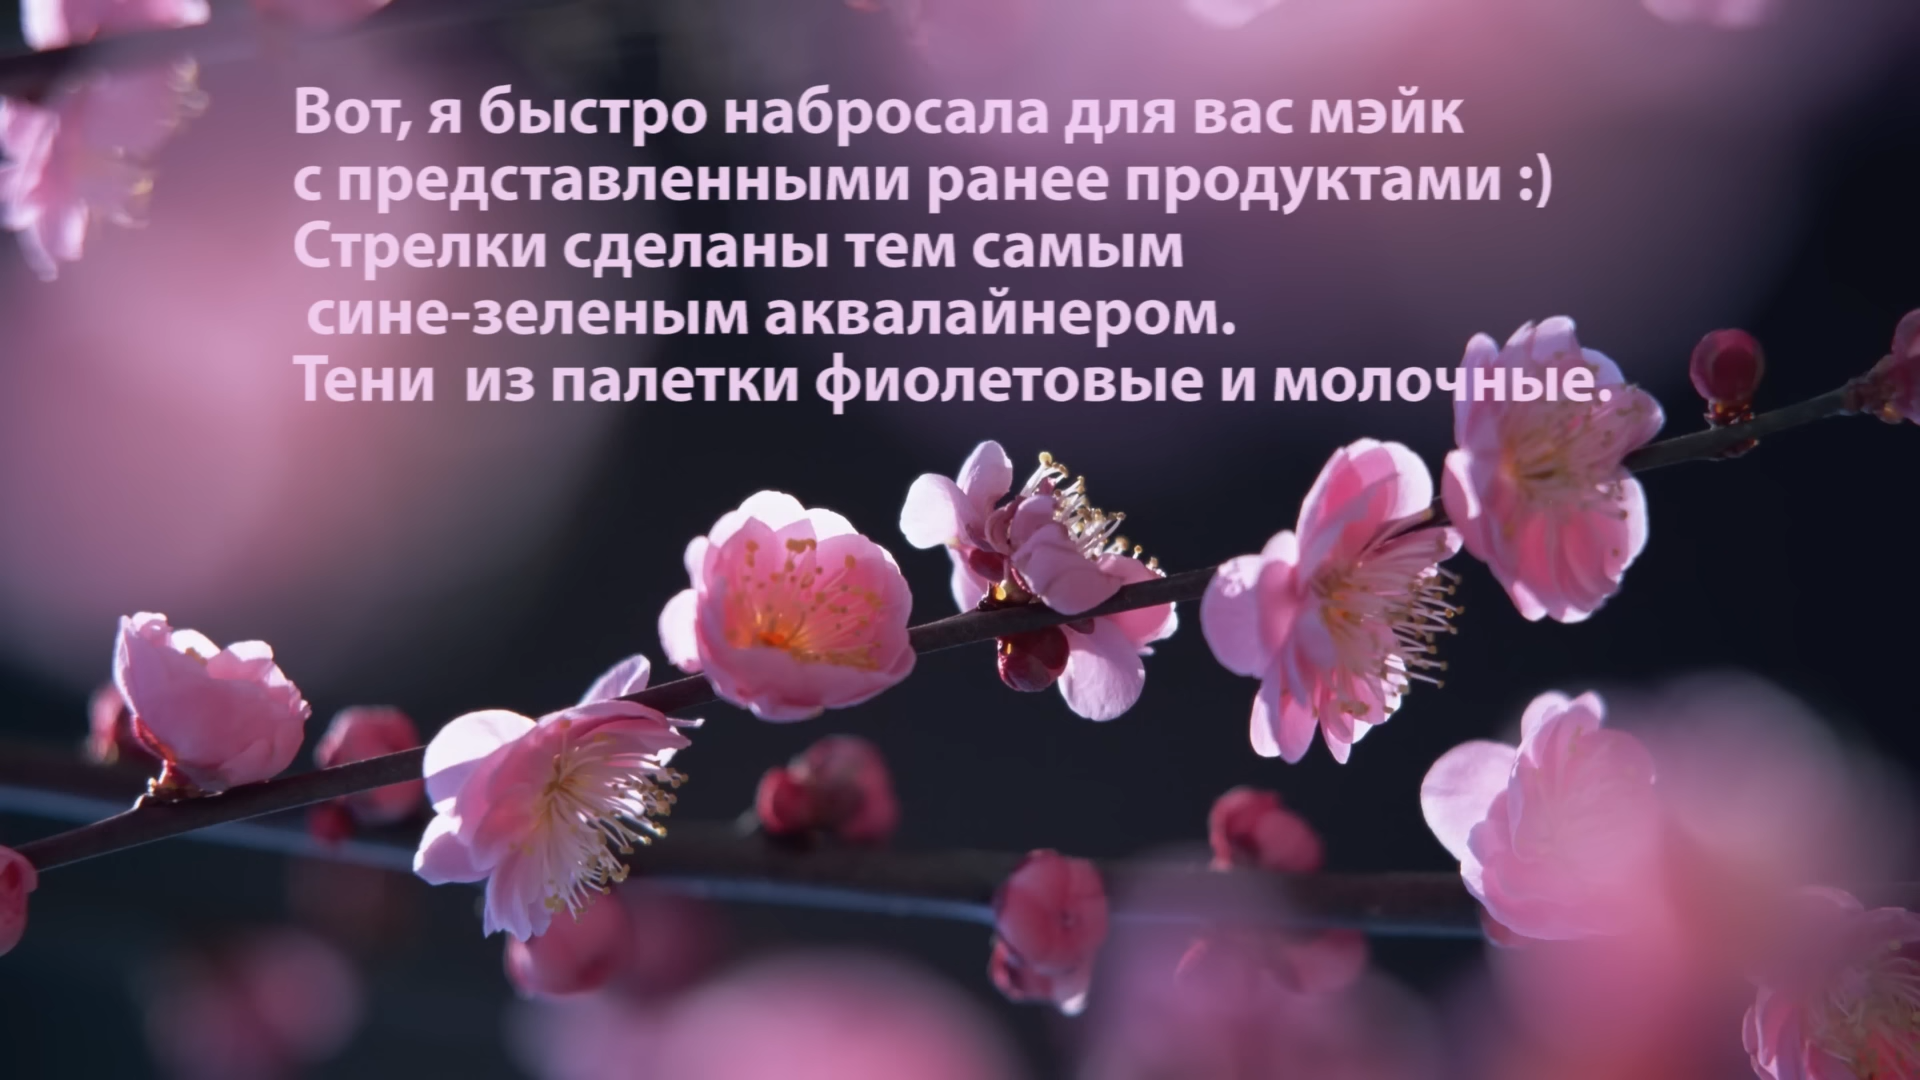 Вот, я быстро набросала для вас мэйк
с представленными ранее продуктами :)
Стрелки сделаны тем самым
сине-зеленым аквалайнером.
Тени  из палетки фиолетовые и молочные.